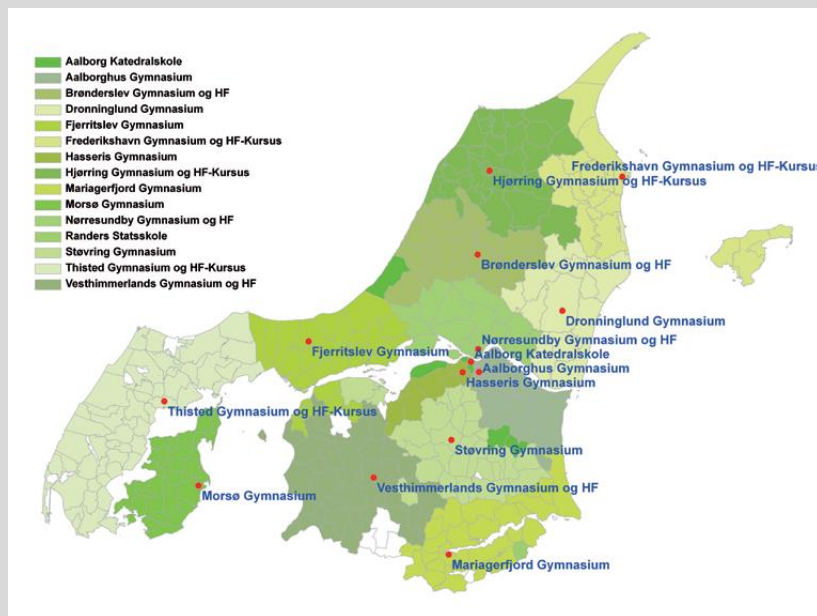 Aalborg Katedralskole
Aalborghus Gymnasium
Brønderslev Gymnasium og HF
Dronninglund Gymnasium
Fjerritslev Gymnasium
Frederikshavn Gymnasium og HF-Kursus
Hasseris Gymnasium
Hjørring Gymnasium og HF-Kursus
Mariagerfjord Gymnasium
Morsø Gymnasium
Nørresundby Gymnasium og HF
Randers Statsskole
Støvring Gymnasium
Thisted Gymnasium og HF-Kursus
Vesthimmerlands Gymnasium og HF
Frederikshavn Gymnasium og HF-Kursus
Hjørring Gymnasium og HF-Kursus
Brønderslev Gymnasium og HF
Dronninglund Gymnasium
Nørresundby Gymnasium og HF
Fjerritslev Gymnasium
Aalborg Katedralskole
Aalborghus Gymnasium
Hasseris Gymnasium
Thisted Gymnasium og HF-Kursus
Støvring Gymnasium
Vesthimmerlands Gymnasium og HF
Morsø Gymnasium
Mariagerfjord Gymnasium